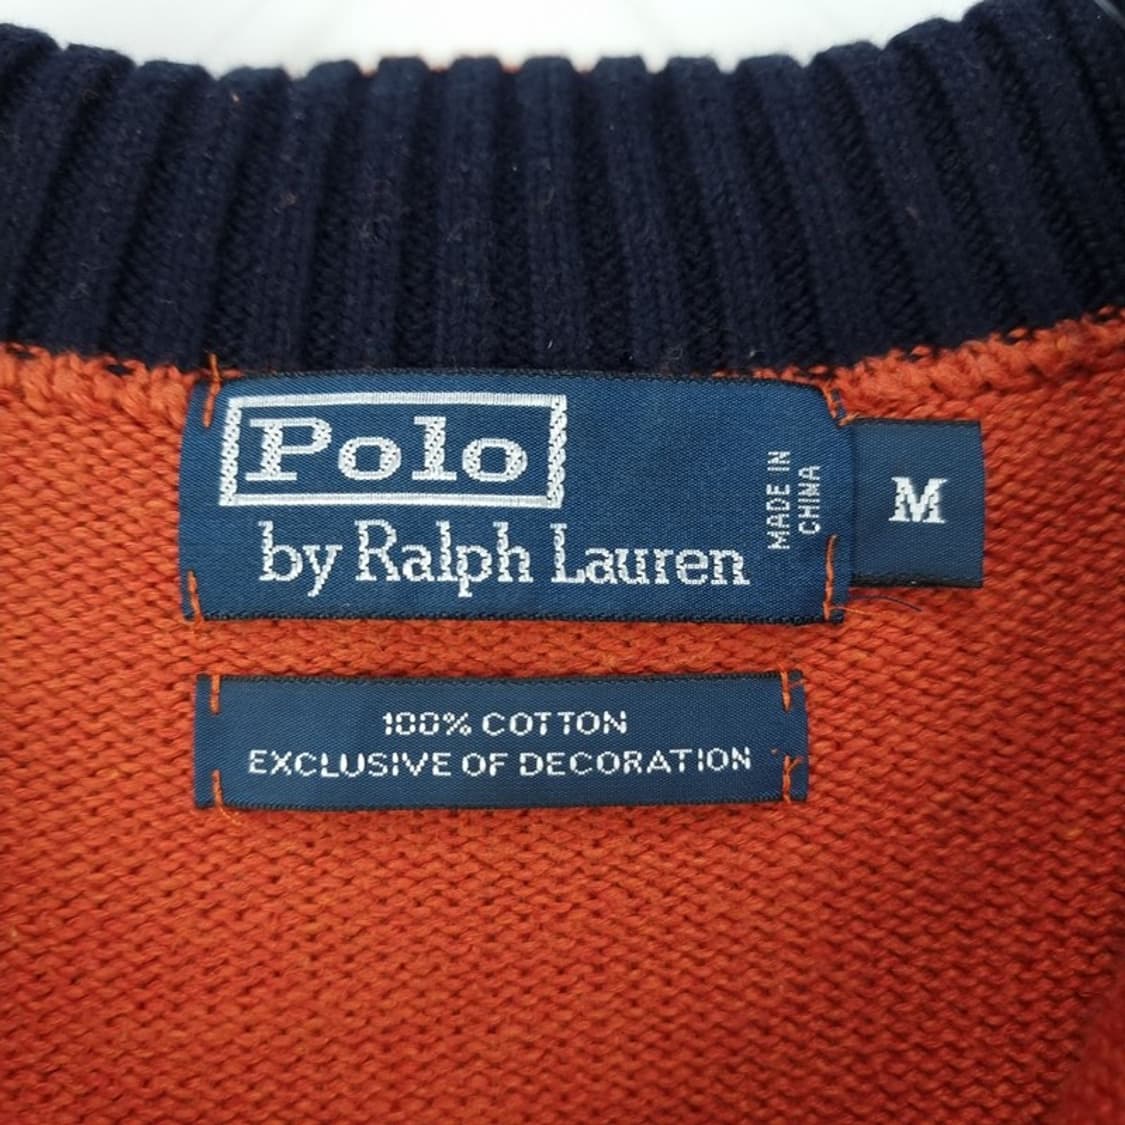 Polo
by Ralph Lauren
MADE IN
CHINA
M
100% COTTON
EXCLUSIVE OF DECORATION